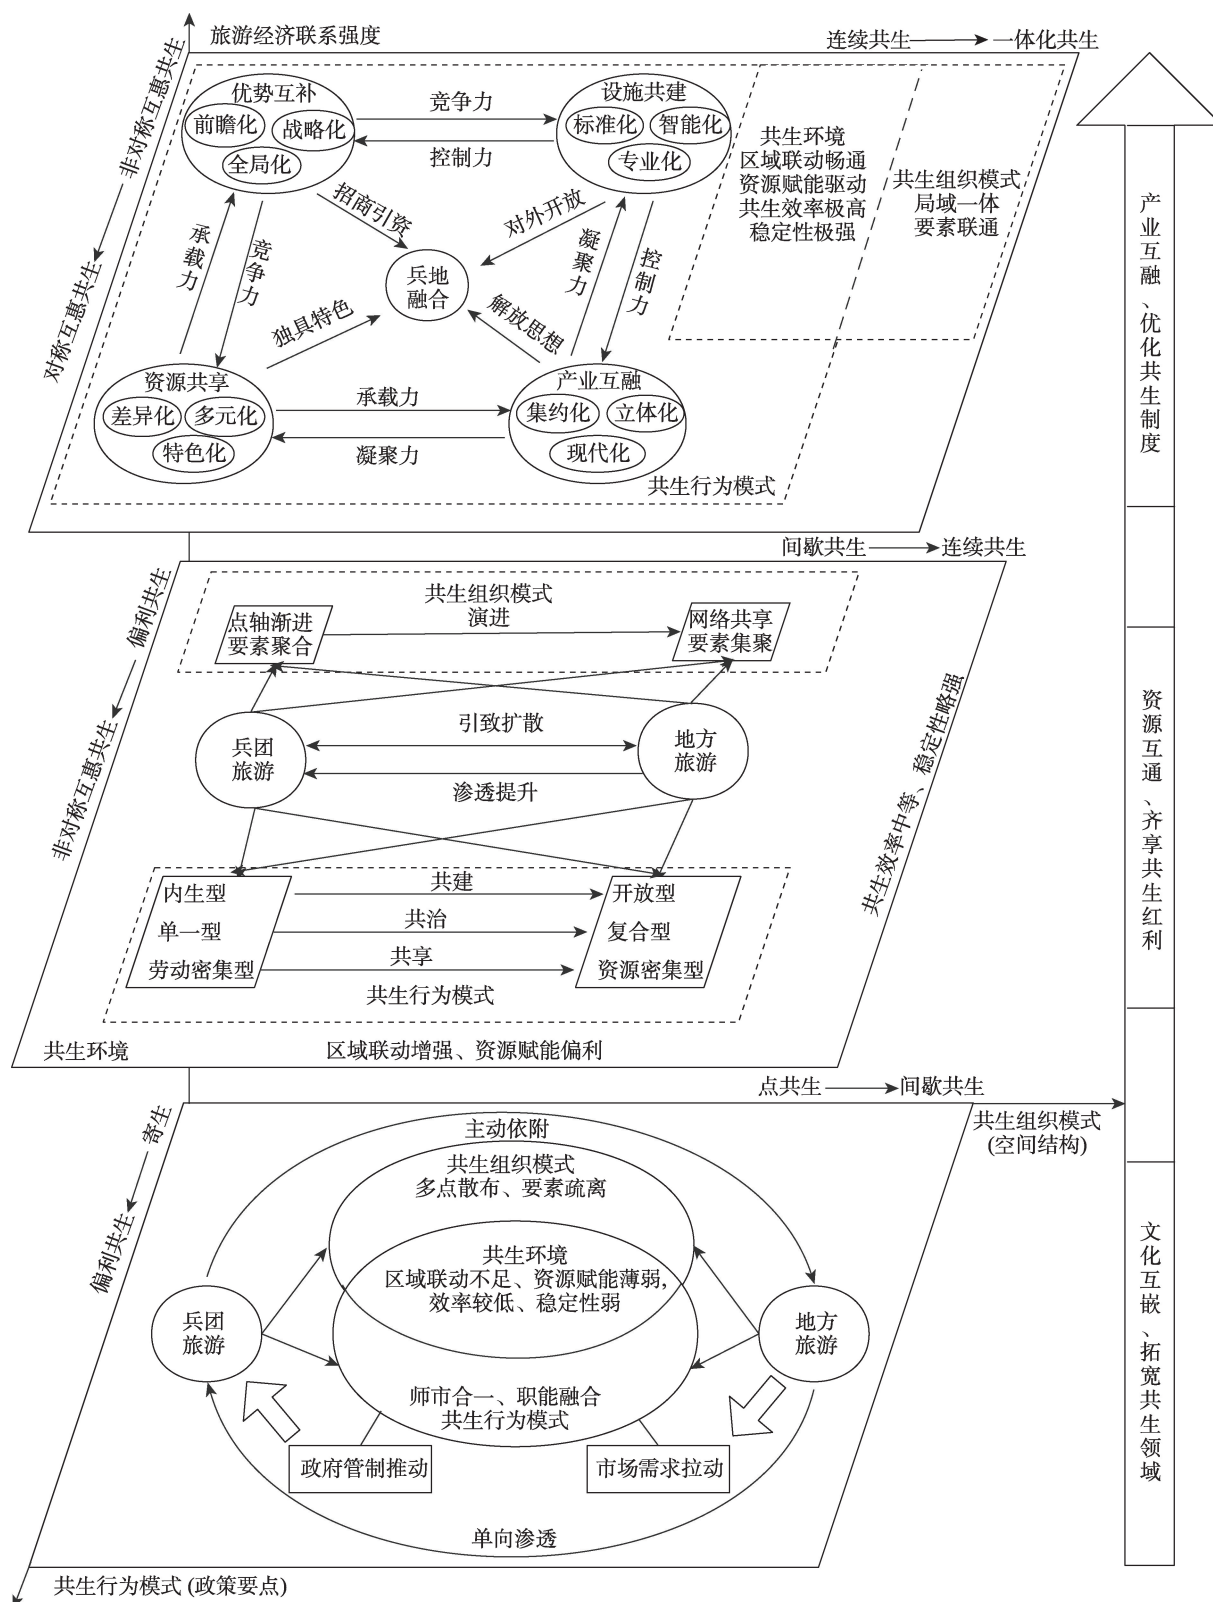 旅游经济联系强度
连续共生
一体化共生
非对称互惠共生
对称互惠共生
优势互补
前瞻化
战略化
全局化
竞争力
控制力
设施共建
标准化
智能化
专业化
共生环境
区域联动畅通
资源赋能驱动
共生效率极高
稳定性极强
共生组织模式
局域一体
要素联通
招商引资
对外开放
承载力
竞争力
凝聚力
控制力
兵地
融合
独具特色
解放思想
资源共享
差异化
多元化
特色化
承载力
凝聚力
产业互融
集约化
立体化
现代化
共生行为模式
间歇共生
连续共生
偏利共生
非对称互惠共生
共生组织模式
演进
点轴渐进
要素聚合
网络共享
要素集聚
兵团
旅游
引致扩散
渗透提升
地方
旅游
共生效率中等、稳定性略强
内生型
单一型
劳动密集型
共建
共治
共享
开放型
复合型
资源密集型
共生行为模式
共生环境
区域联动增强、资源赋能偏利
点共生
间歇共生
寄生
偏利共生
共生组织模式
(空间结构)
主动依附
共生组织模式
多点散布、要素疏离
共生环境
区域联动不足、资源赋能薄弱,
效率较低、稳定性弱
兵团
旅游
地方
旅游
师市合一、职能融合
共生行为模式
政府管制推动
市场需求拉动
单向渗透
共生行为模式 (政策要点)
产业互融、优化共生制度
资源互通、齐享共生红利
文化互嵌、拓宽共生领域